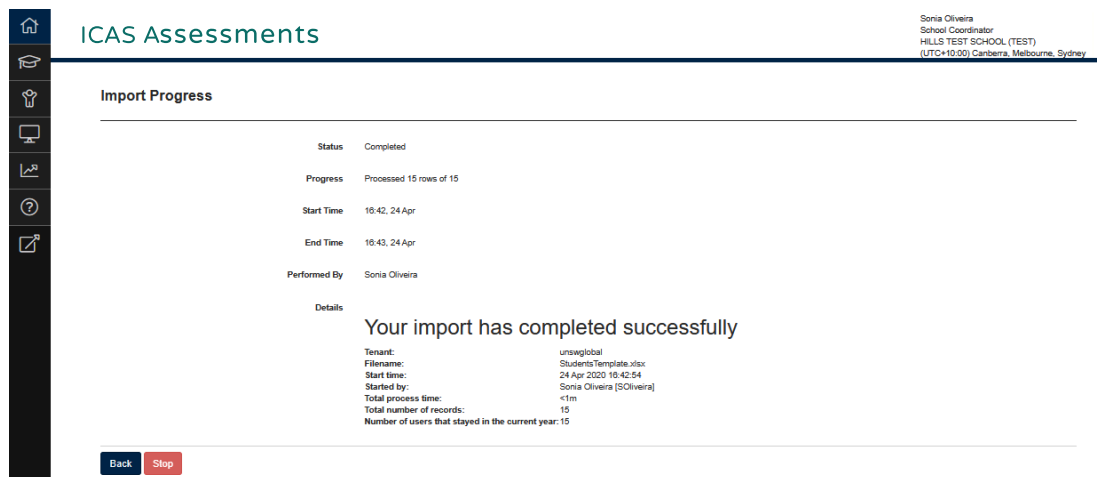 ICAS Assessments
Sonia Oliveira
School Coordinator
HILLS TEST SCHOOL (TEST)
(UTC+10:00) Canberra, Melbourne, Sydney
Import Progress
Status Completed
Progress Processed 15 rows of 15
Start Time 16:42, 24 Apr
End Time 16:43, 24 Apr
Performed By Sonia Oliveira
Details
Your import has completed successfully
Tenant: unswglobal
Filename: StudentsTemplate.xlsx
Start time: 24 Apr 2020 16:42:54
Started by: Sonia Oliveira [SOliveira]
Total process time: <1m
Total number of records: 15
Number of users that stayed in the current year: 15
Back Stop